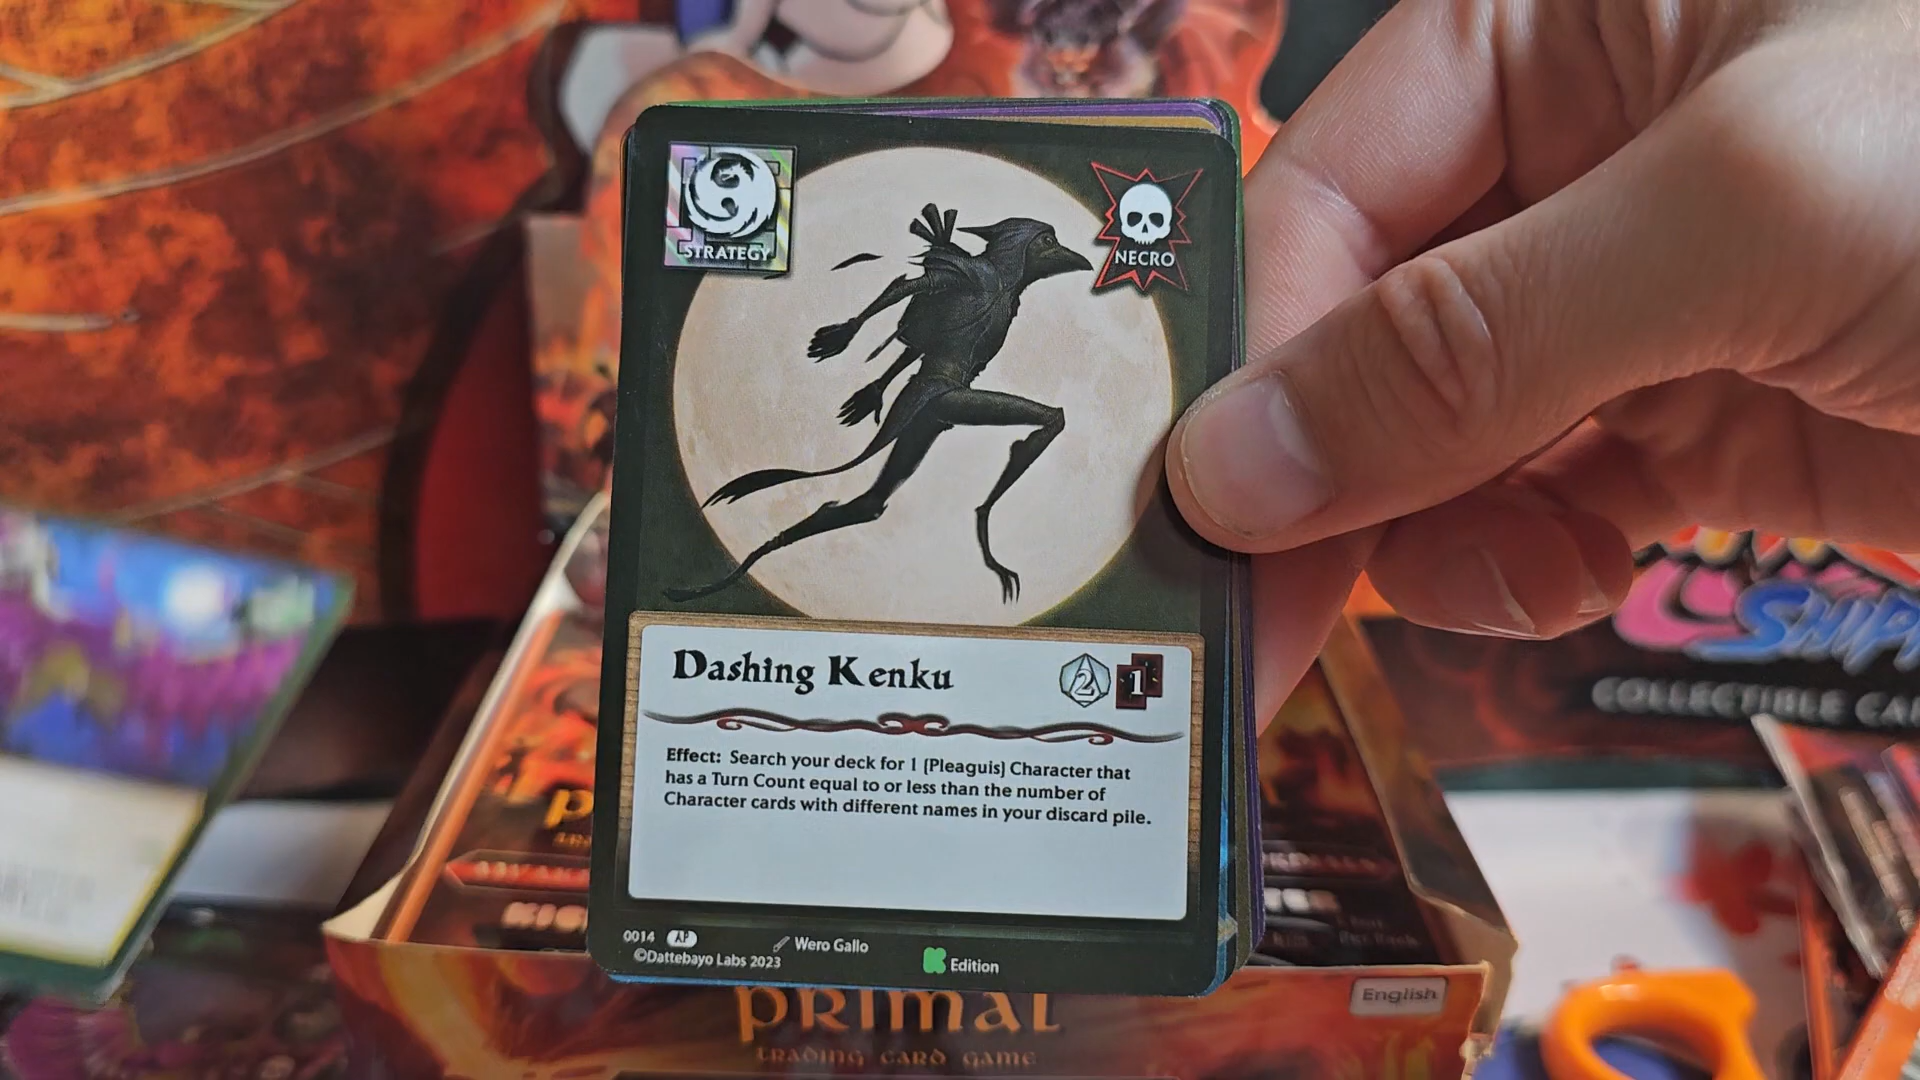 STRATEGY
NECRO
Dashing Kenku
2
1
Effect: Search your deck for 1 [Pleaguis] Character that
has a Turn Count equal to or less than the number of
Character cards with different names in your discard pile.
0014 AP
Wero Gallo
©Dattebayo Labs 2023
Edition
English
PRIMAL
TRADING CARD GAME
COLLECTIBLE